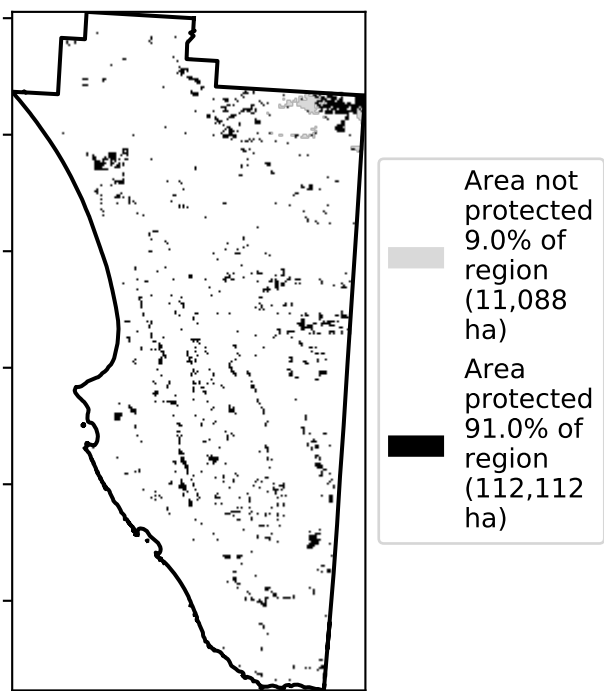 Area not
protected
9.0% of
region
(11,088
ha)
Area
protected
91.0% of
region
(112,112
ha)